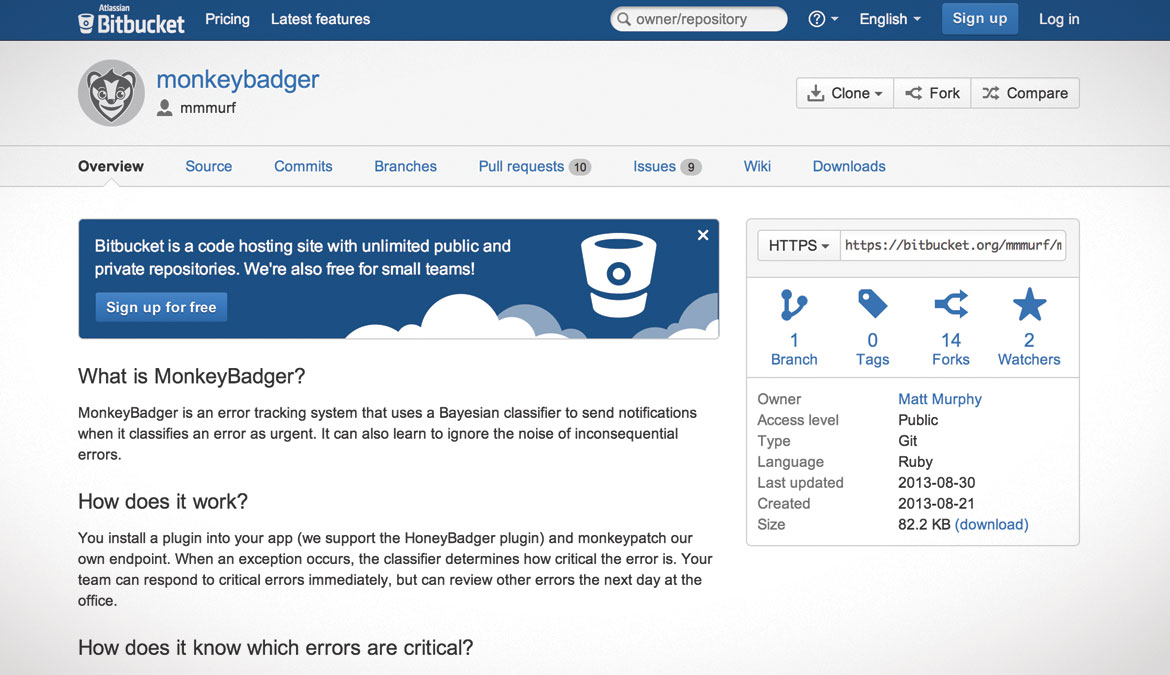 Atlassian
Bitbucket
Pricing
Latest features
owner/repository
?
English
Sign up
Log in
monkeybadger
mmmurf
Clone
Fork
Compare
Overview
Source
Commits
Branches
Pull requests 10
Issues 9
Wiki
Downloads
Bitbucket is a code hosting site with unlimited public and
private repositories. We're also free for small teams!
Sign up for free
What is MonkeyBadger?
MonkeyBadger is an error tracking system that uses a Bayesian classifier to send notifications
when it classifies an error as urgent. It can also learn to ignore the noise of inconsequential
errors.
How does it work?
You install a plugin into your app (we support the HoneyBadger plugin) and monkeypatch our
own endpoint. When an exception occurs, the classifier determines how critical the error is. Your
team can respond to critical errors immediately, but can review other errors the next day at the
office.
How does it know which errors are critical?
HTTPS
https://bitbucket.org/mmmurf/
1
Branch
0
Tags
14
Forks
2
Watchers
Owner Matt Murphy
Access level Public
Type Git
Language Ruby
Last updated 2013-08-30
Created 2013-08-21
Size 82.2 KB (download)